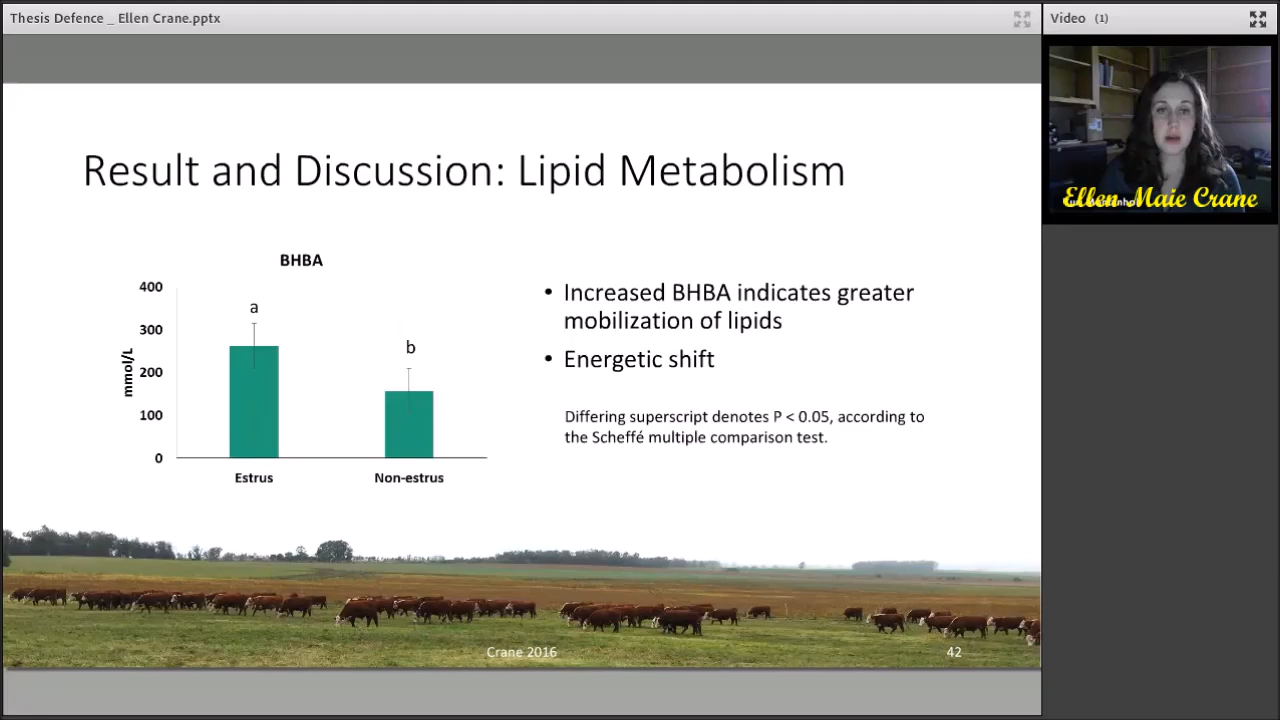 Thesis Defence _ Ellen Crane.pptx
Video (1)
Ellen Maie Crane
Result and Discussion: Lipid Metabolism
BHBA
400
300
200
100
0
mmol/L
a
b
Estrus
Non-estrus
• Increased BHBA indicates greater
mobilization of lipids
• Energetic shift
Differing superscript denotes P < 0.05, according to
the Scheffé multiple comparison test.
Crane 2016
42